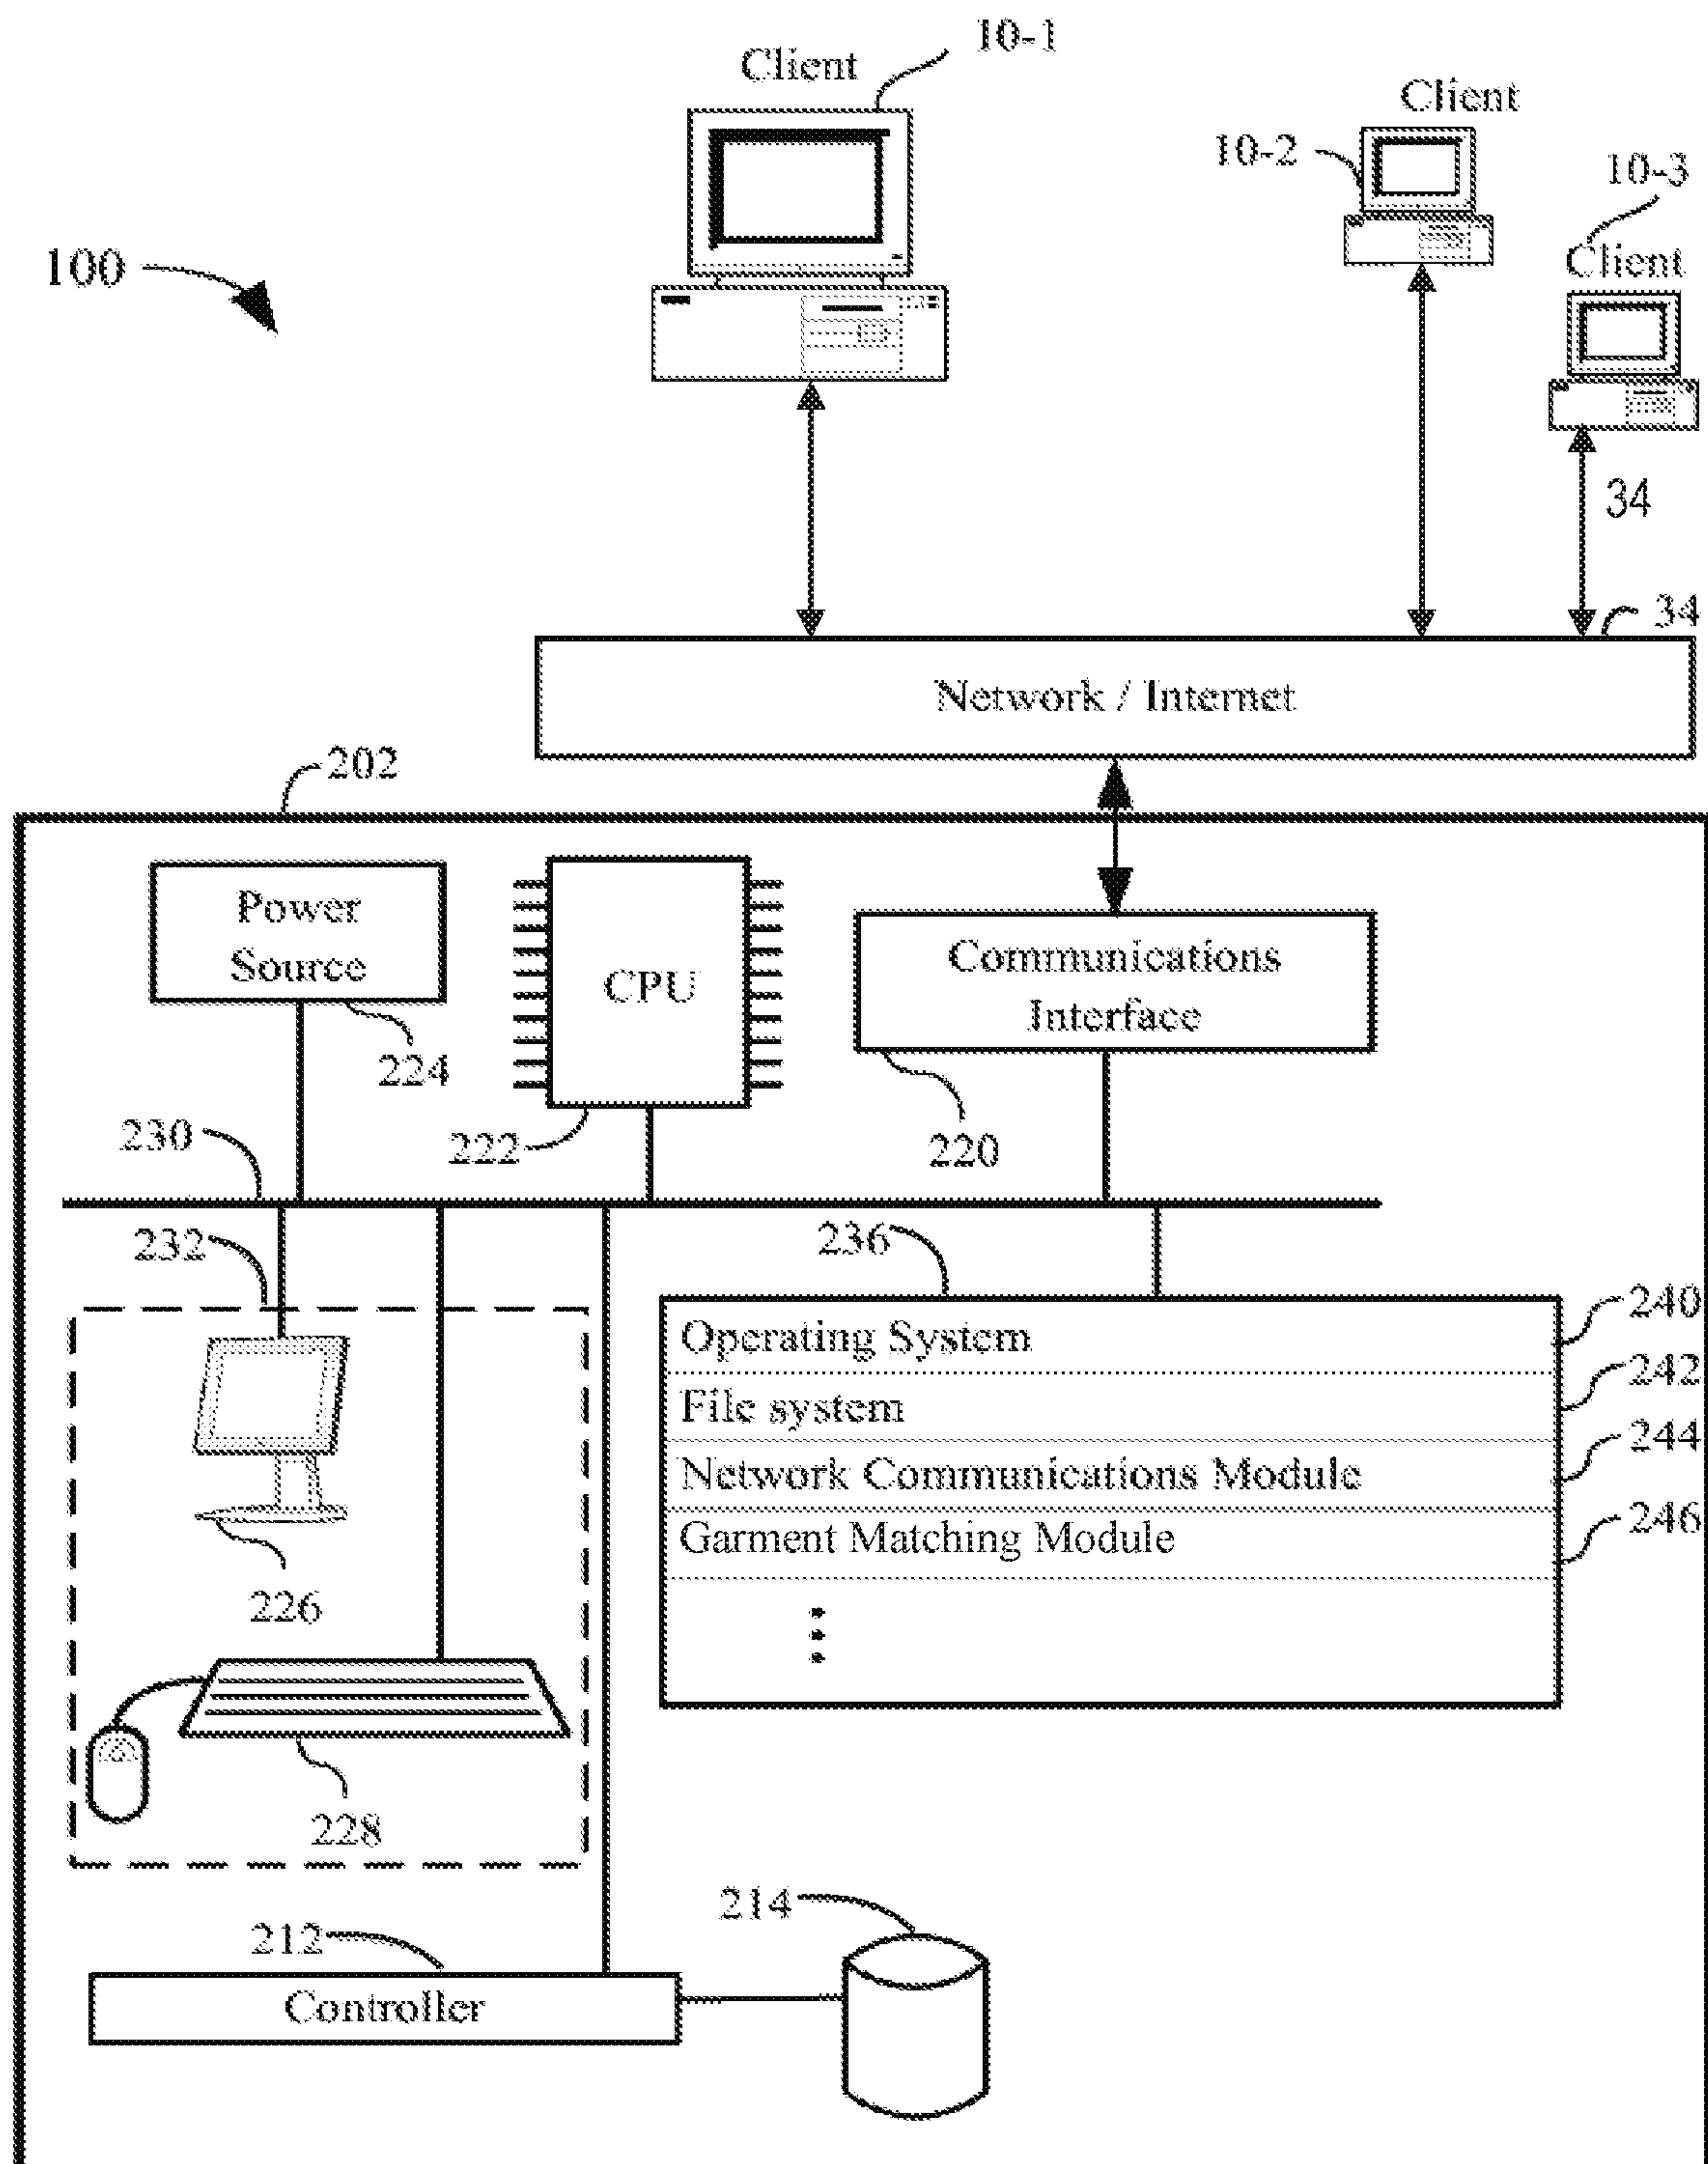 10-1
Client
Client
10-2
10-3
Client
100
34
34
Network / Internet
202
Power
Source
CPU
Communications
Interface
224
222
220
230
232
236
Operating System
240
File system
242
Network Communications Module
244
Garment Matching Module
246
226
228
214
212
Controller